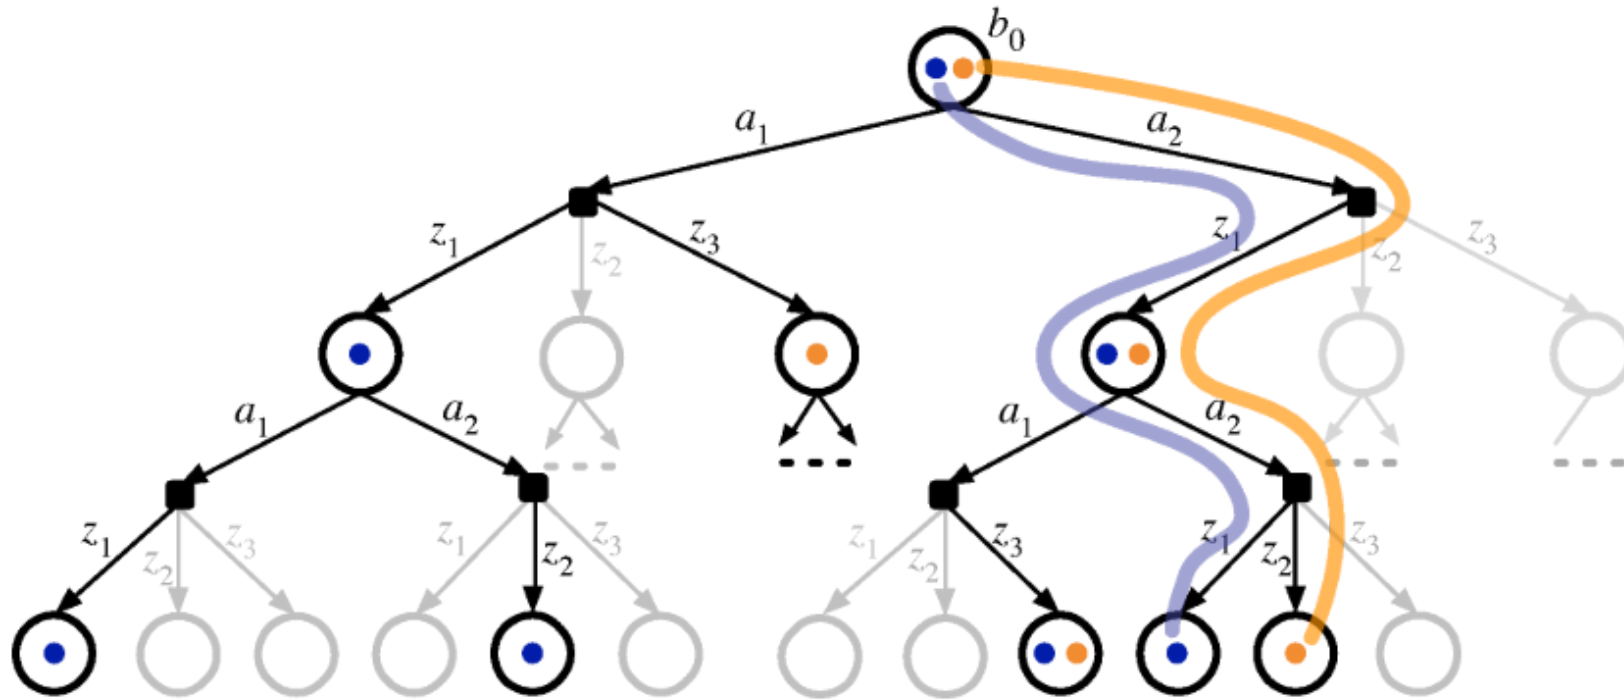 b₀
a₁ a₂
z₁ z₂ z₃ z₁ z₂ z₃
a₁ a₂ a₁ a₂
z₁ z₂ z₃ z₁ z₂ z₃ z₁ z₂ z₃ z₁ z₂ z₃